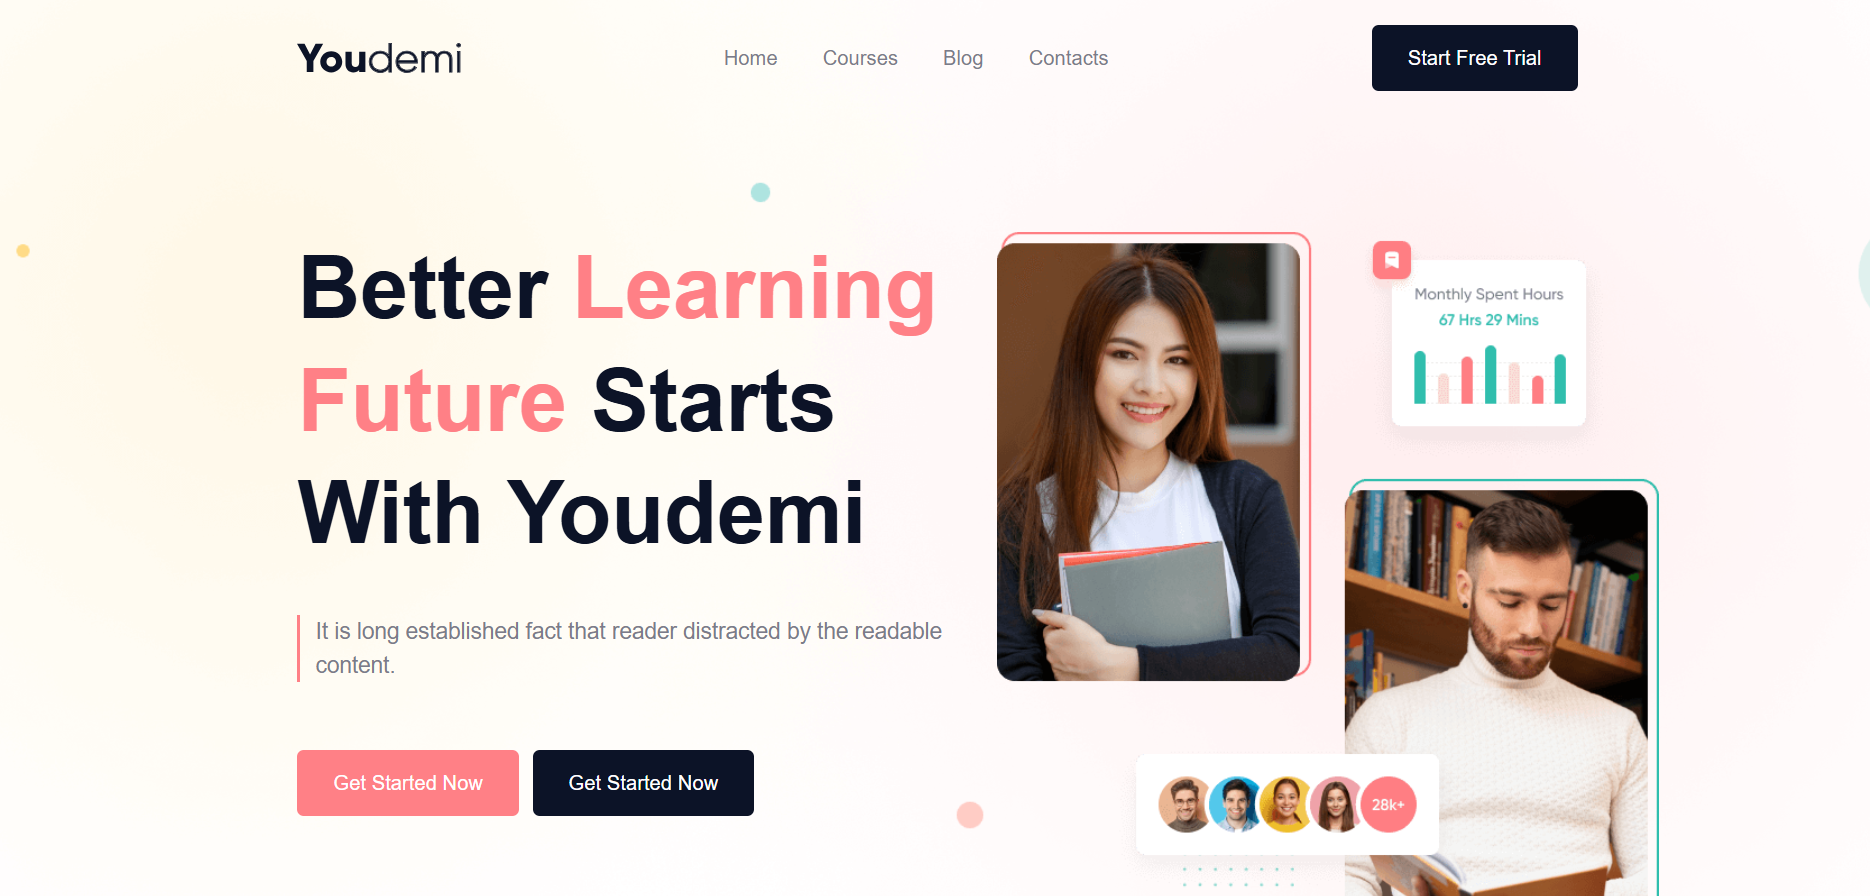 Youdemi
Home
Courses
Blog
Contacts
Start Free Trial
Better Learning
Future Starts
With Youdemi
It is long established fact that reader distracted by the readable
content.
Get Started Now
Get Started Now
Monthly Spent Hours
67 Hrs 29 Mins
28k+